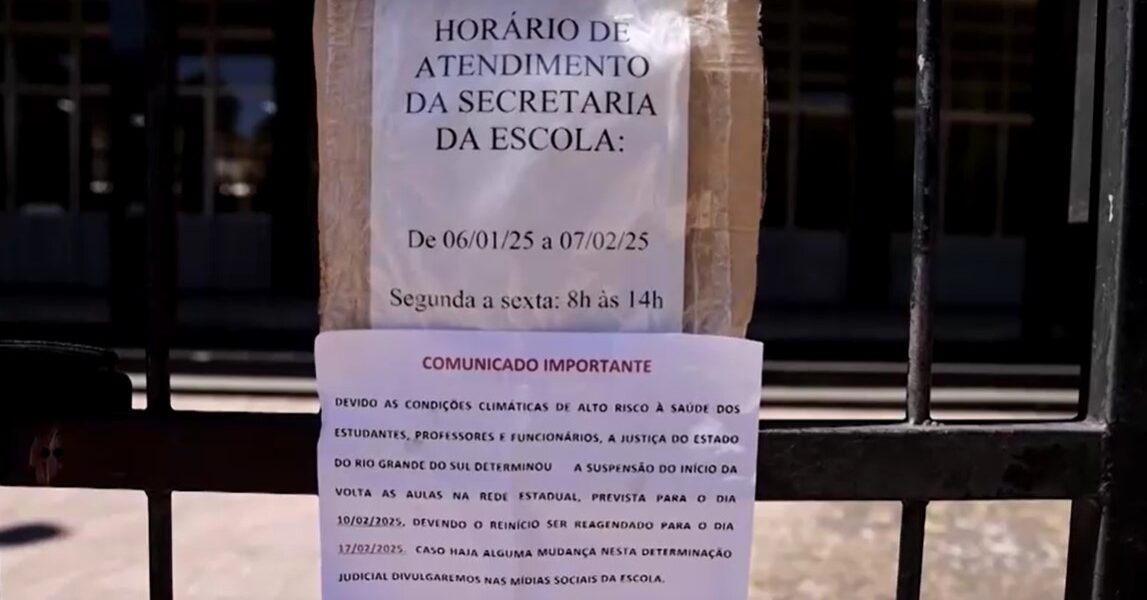 HORÁRIO DE
ATENDIMENTO
DA SECRETARIA
DA ESCOLA:
De 06/01/25 a 07/02/25
Segunda a sexta: 8h às 14h
COMUNICADO IMPORTANTE
DEVIDO AS CONDIÇÕES CLIMÁTICAS DE ALTO RISCO À SAÚDE DOS
ESTUDANTES, PROFESSORES E FUNCIONÁRIOS, A JUSTIÇA DO ESTADO
DO RIO GRANDE DO SUL DETERMINOU A SUSPENSÃO DO INÍCIO DA
VOLTA AS AULAS NA REDE ESTADUAL, PREVISTA PARA O DIA
10/02/2025, DEVENDO O REINÍCIO SER REAGENDADO PARA O DIA
17/02/2025. CASO HAJA ALGUMA MUDANÇA NESTA DETERMINAÇÃO
JUDICIAL DIVULGAREMOS NAS MÍDIAS SOCIAIS DA ESCOLA.